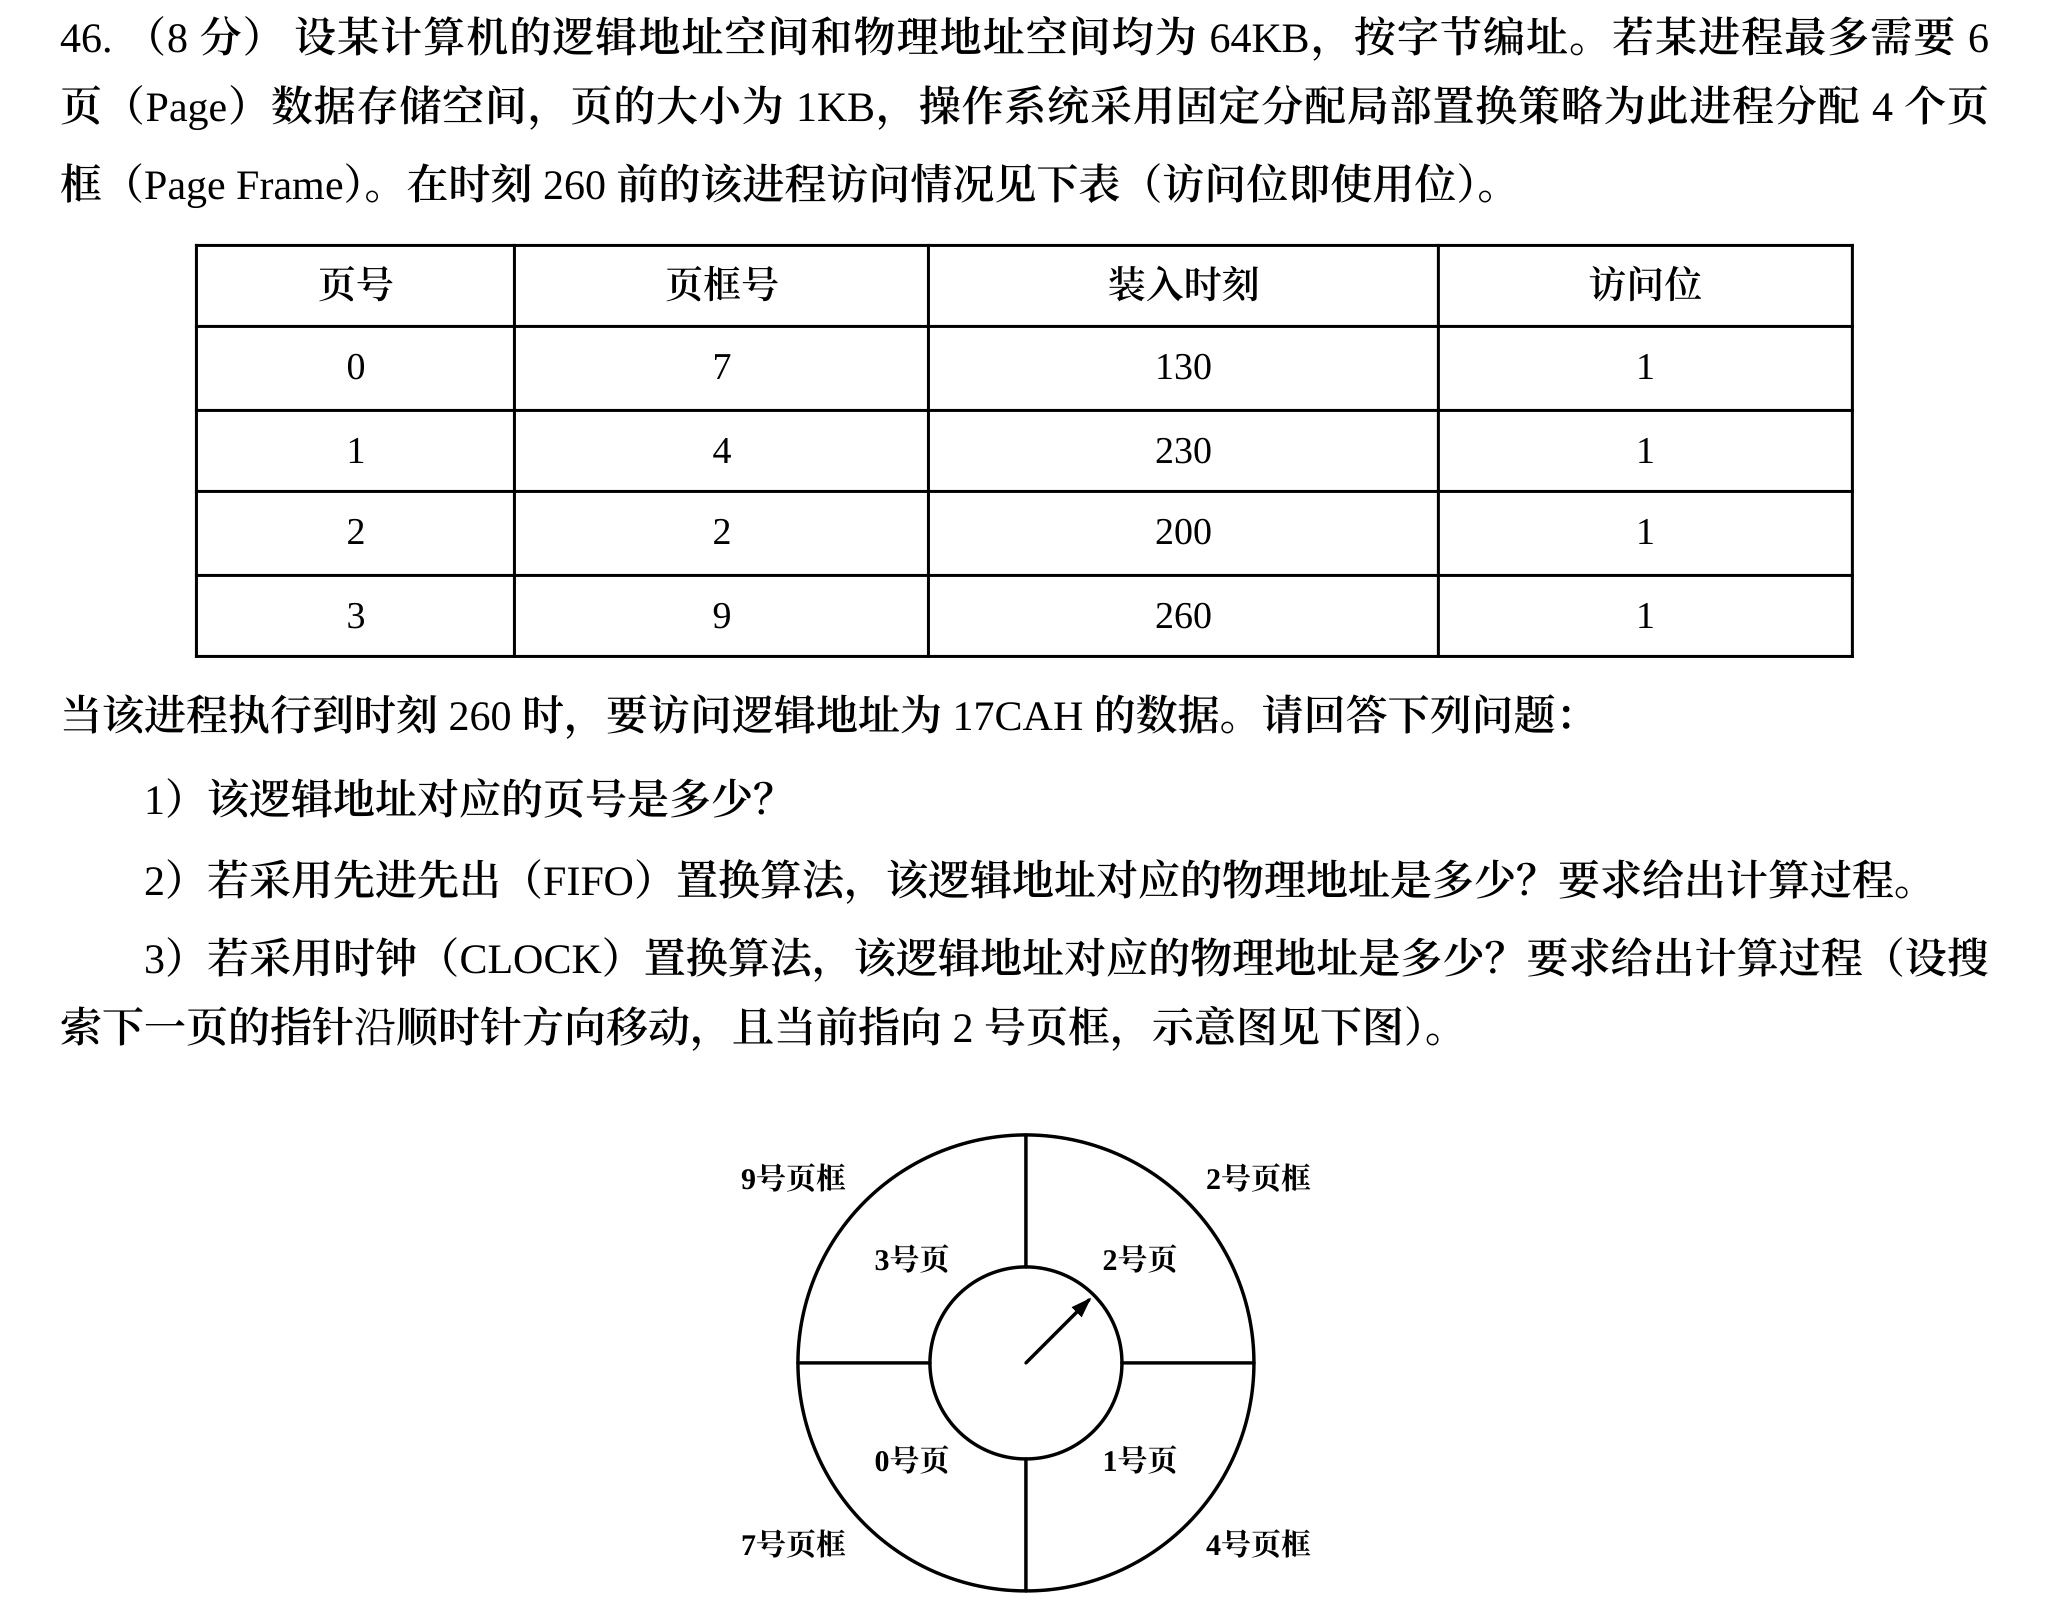 46. （8 分） 设某计算机的逻辑地址空间和物理地址空间均为 64KB，按字节编址。若某进程最多需要 6
页（Page）数据存储空间，页的大小为 1KB，操作系统采用固定分配局部置换策略为此进程分配 4 个页
框（Page Frame）。在时刻 260 前的该进程访问情况见下表（访问位即使用位）。
页号 页框号 装入时刻 访问位
0 7 130 1
1 4 230 1
2 2 200 1
3 9 260 1
当该进程执行到时刻 260 时，要访问逻辑地址为 17CAH 的数据。请回答下列问题：
1）该逻辑地址对应的页号是多少？
2）若采用先进先出（FIFO）置换算法，该逻辑地址对应的物理地址是多少？要求给出计算过程。
3）若采用时钟（CLOCK）置换算法，该逻辑地址对应的物理地址是多少？要求给出计算过程（设搜
索下一页的指针沿顺时针方向移动，且当前指向 2 号页框，示意图见下图）。
9号页框 2号页框
3号页 2号页
0号页 1号页
7号页框 4号页框